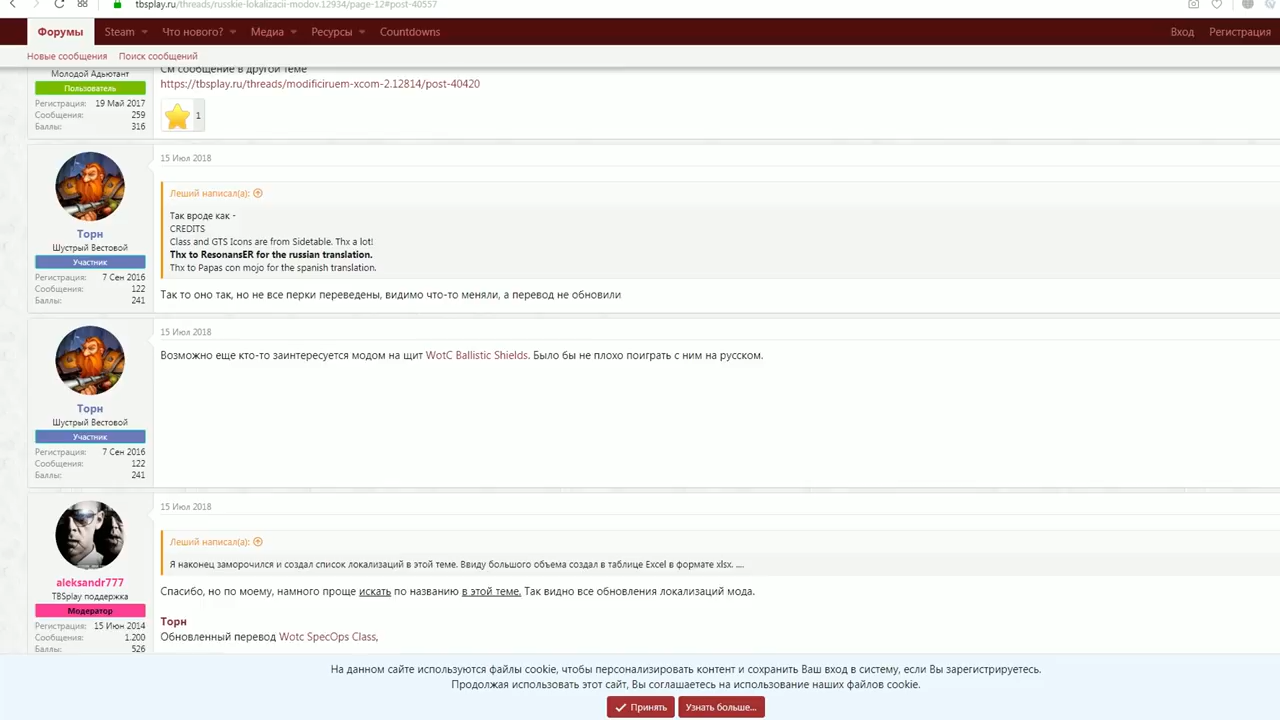 tbsplay.ru/threads/russkie-lokalizacii-modov.12934/page-12#post-40557
Форумы Steam Что нового? Медиа Ресурсы Countdowns Вход Регистрация
Новые сообщения Поиск сообщений
Молодой Адъютант
Пользователь
Регистрация: 19 Май 2017
Сообщения: 259
Баллы: 316
См сообщение в другой теме
https://tbsplay.ru/threads/modificiruem-xcom-2.12814/post-40420
1
Торн
Шустрый Вестовой
Участник
Регистрация: 7 Сен 2016
Сообщения: 122
Баллы: 241
15 Июл 2018
Леший написал(а):
Так вроде как -
CREDITS
Class and GTS Icons are from Sidetable. Thx a lot!
Thx to ResonansER for the russian translation.
Thx to Papas con mojo for the spanish translation.
Так то оно так, но не все перки переведены, видимо что-то меняли, а перевод не обновили
Торн
Шустрый Вестовой
Участник
Регистрация: 7 Сен 2016
Сообщения: 122
Баллы: 241
15 Июл 2018
Возможно еще кто-то заинтересуется модом на щит WotC Ballistic Shields. Было бы не плохо поиграть с ним на русском.
aleksandr777
TBSplay поддержка
Модератор
Регистрация: 15 Июн 2014
Сообщения: 1.200
Баллы: 526
15 Июл 2018
Леший написал(а):
Я наконец заморочился и создал список локализаций в этой теме. Ввиду большого объема создал в таблице Excel в формате xlsx. ....
Спасибо, но по моему, намного проще искать по названию в этой теме. Так видно все обновления локализаций мода.
Торн
Обновленный перевод Wotc SpecOps Class,
На данном сайте используются файлы cookie, чтобы персонализировать контент и сохранить Ваш вход в систему, если Вы зарегистрируетесь.
Продолжая использовать этот сайт, Вы соглашаетесь на использование наших файлов cookie.
Принять Узнать больше...